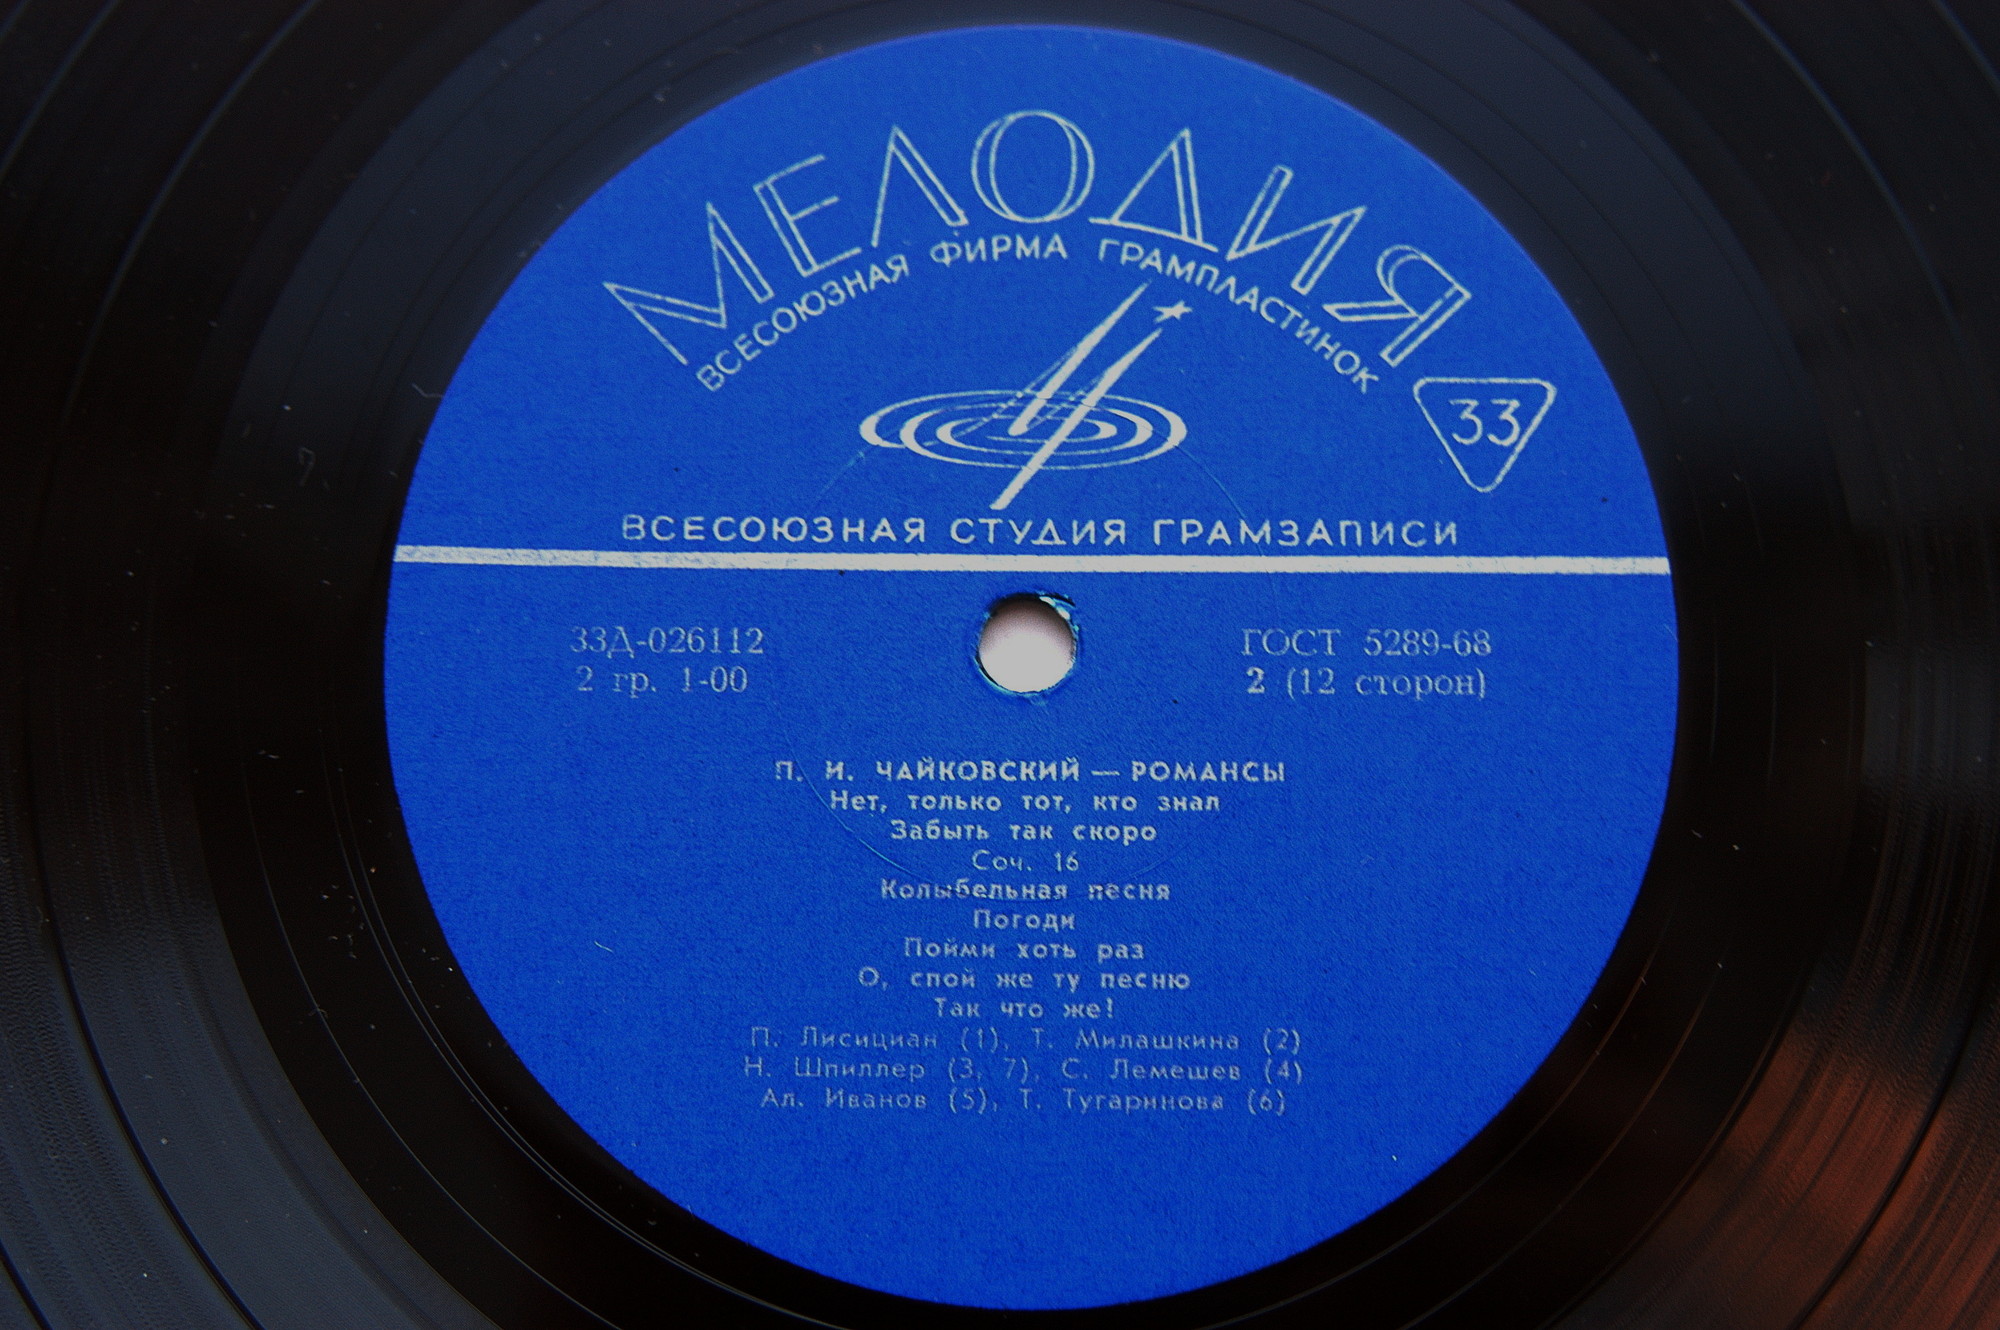 МЕЛОДИЯ
ВСЕСОЮЗНАЯ ФИРМА ГРАМПЛАСТИНОК
33
ВСЕСОЮЗНАЯ СТУДИЯ ГРАМЗАПИСИ
33Д-026112
2 гр. 1-00
ГОСТ 5289-68
2 (12 сторон)
П. И. ЧАЙКОВСКИЙ — РОМАНСЫ
Нет, только тот, кто знал
Забыть так скоро
Соч. 16
Колыбельная песня
Погоди
Пойми хоть раз
О, спой же ту песню
Так что же!
П. Лисициан (1), Т. Милашкина (2)
Н. Шпиллер (3, 7), С. Лемешев (4)
Ал. Иванов (5), Т. Тугаринова (6)